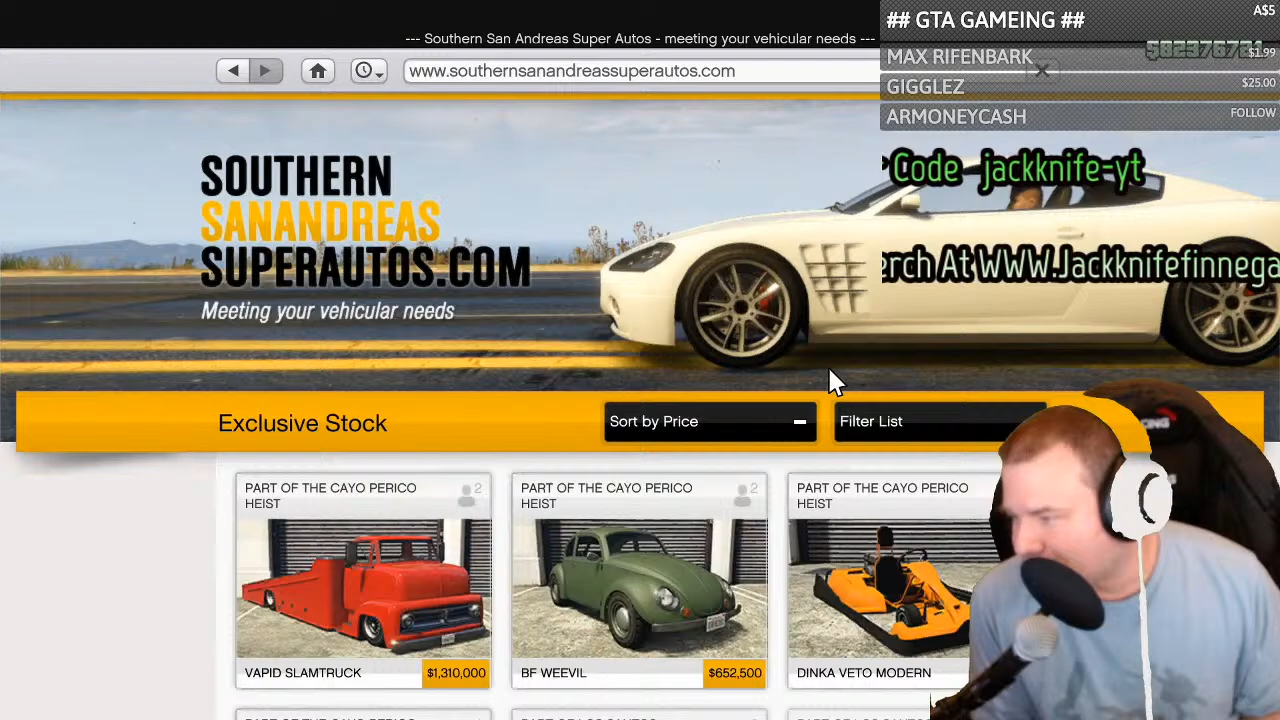 --- Southern San Andreas Super Autos - meeting your vehicular needs ---
## GTA GAMEING ##
A$5
MAX RIFENBARK
$1.99
GIGGLEZ
$25.00
ARMONEYCASH
FOLLOW
www.southernsanandreassuperautos.com
Code jackknife-yt
erch At WWW.Jackknifefinnega
SOUTHERN
SANANDREAS
SUPERAUTOS.COM
Meeting your vehicular needs
Exclusive Stock
Sort by Price
Filter List
PART OF THE CAYO PERICO
HEIST
2
VAPID SLAMTRUCK
$1,310,000
PART OF THE CAYO PERICO
HEIST
2
BF WEEVIL
$652,500
PART OF THE CAYO PERICO
HEIST
DINKA VETO MODERN